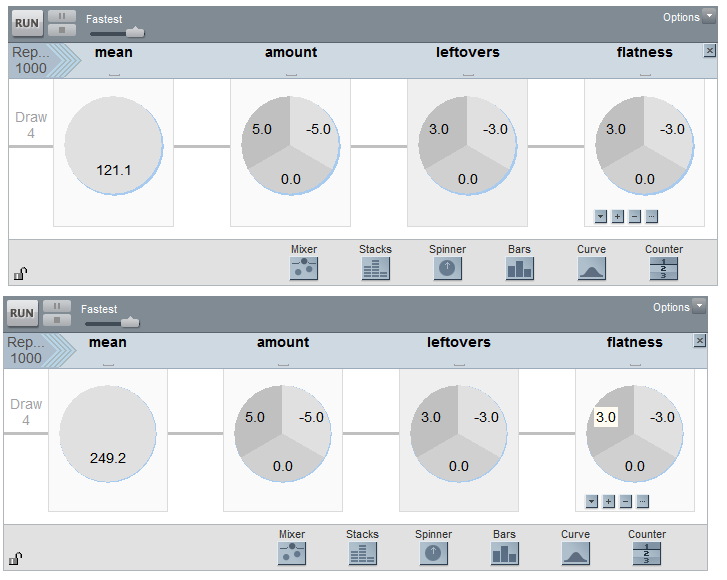 RUN Fastest Options
Rep... mean amount leftovers flatness
1000
Draw
4
121.1
5.0 -5.0 0.0
3.0 -3.0 0.0
3.0 -3.0 0.0
Mixer Stacks Spinner Bars Curve Counter
1
2
3
RUN Fastest Options
Rep... mean amount leftovers flatness
1000
Draw
4
249.2
5.0 -5.0 0.0
3.0 -3.0 0.0
3.0 -3.0 0.0
Mixer Stacks Spinner Bars Curve Counter
1
2
3